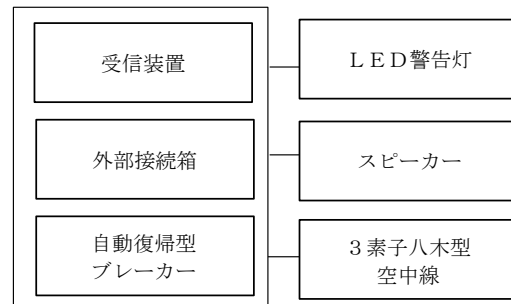 受信装置
ＬＥＤ警告灯
外部接続箱
スピーカー
自動復帰型
ブレーカー
３素子八木型
空中線